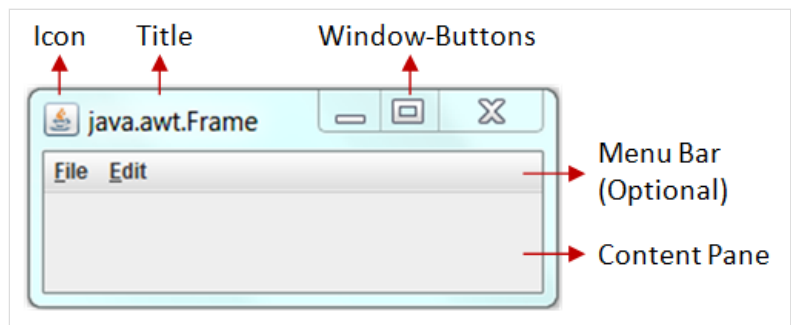 Icon Title Window-Buttons
java.awt.Frame
File Edit
Menu Bar
(Optional)
Content Pane